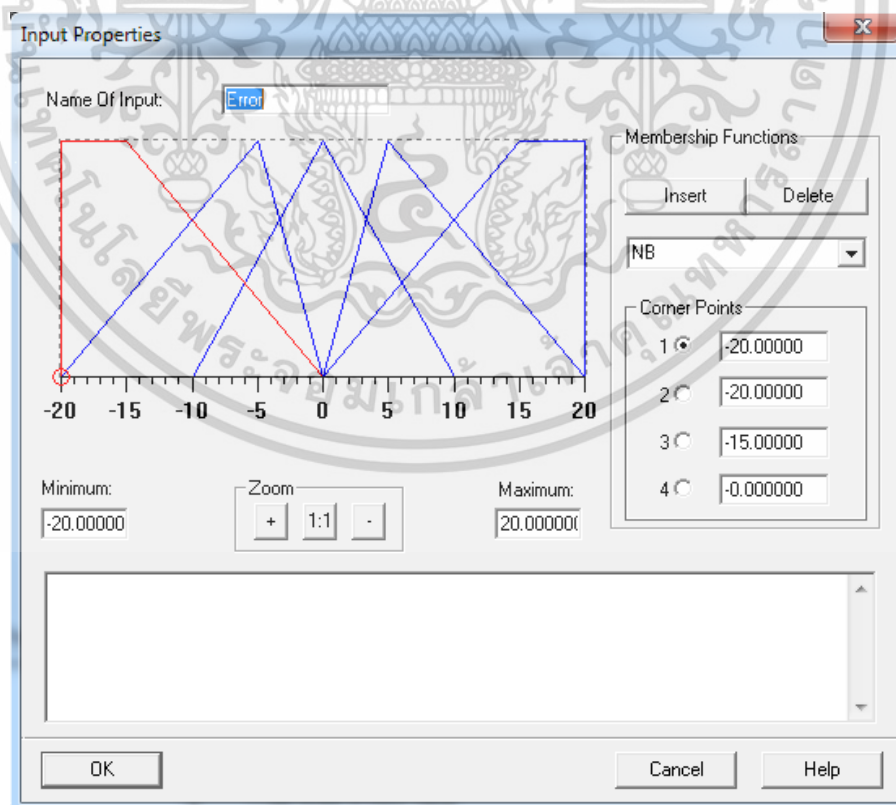 Input Properties
Name Of Input: Error
Membership Functions
Insert Delete
NB
Corner Points
1 -20.00000
2 -20.00000
3 -15.00000
4 -0.000000
-20 -15 -10 -5 0 5 10 15 20
Minimum: Zoom Maximum:
-20.00000 + 1:1 - 20.00000(
OK Cancel Help